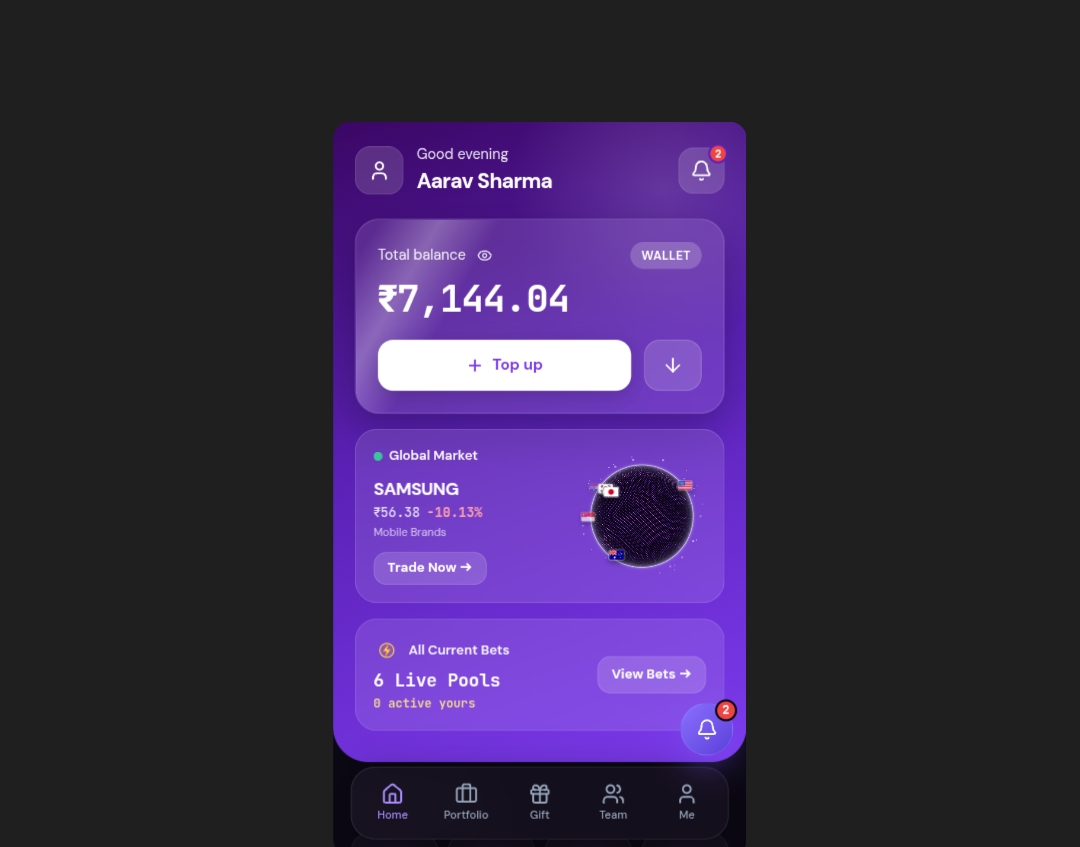 Good evening
Aarav Sharma
2
Total balance
WALLET
₹7,144.04
+ Top up
Global Market
SAMSUNG
₹56.38 -10.13%
Mobile Brands
Trade Now →
All Current Bets
6 Live Pools
0 active yours
View Bets →
2
Home
Portfolio
Gift
Team
Me